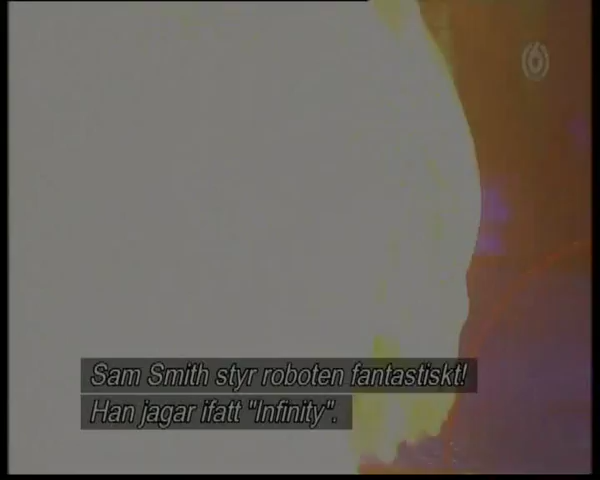 Sam Smith styr roboten fantastiskt!
Han jagar ifatt "Infinity".